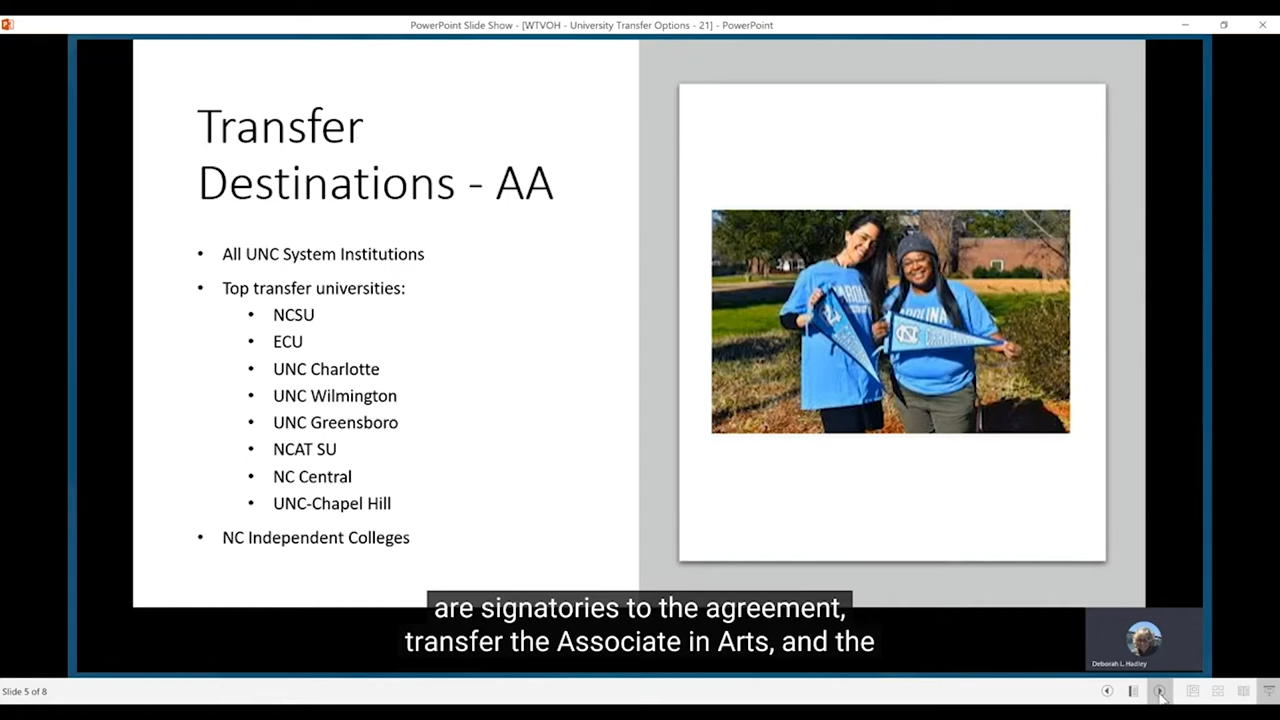 PowerPoint Slide Show - [WTVOH - University Transfer Options - 21] - PowerPoint
Transfer
Destinations - AA
• All UNC System Institutions
• Top transfer universities:
• NCSU
• ECU
• UNC Charlotte
• UNC Wilmington
• UNC Greensboro
• NCAT SU
• NC Central
• UNC-Chapel Hill
• NC Independent Colleges
CAROLINA
NC
are signatories to the agreement,
transfer the Associate in Arts, and the
Deborah L. Hadley
Slide 5 of 8